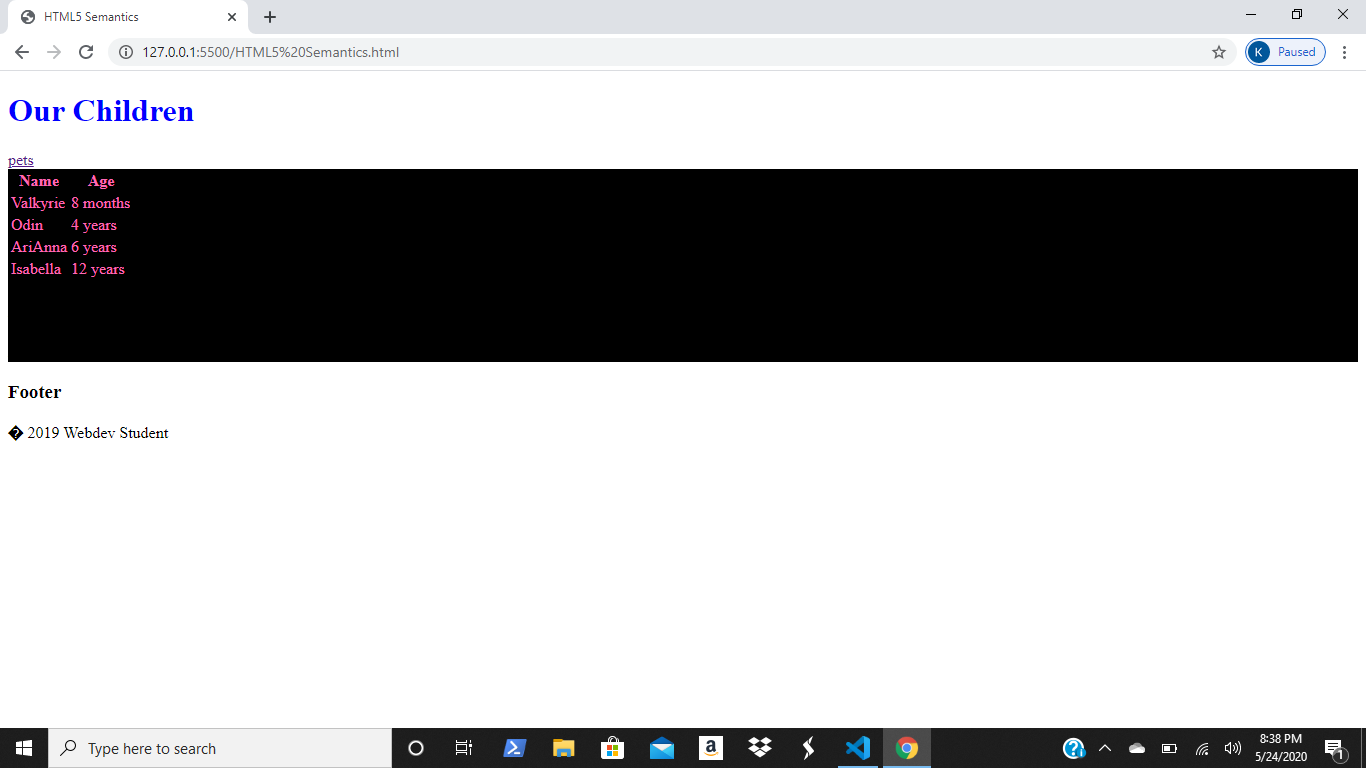 HTML5 Semantics
127.0.0.1:5500/HTML5%20Semantics.html
K Paused
Our Children
pets
Name Age
Valkyrie 8 months
Odin 4 years
AriAnna 6 years
Isabella 12 years
Footer
� 2019 Webdev Student
Type here to search
a
8:38 PM
5/24/2020
1